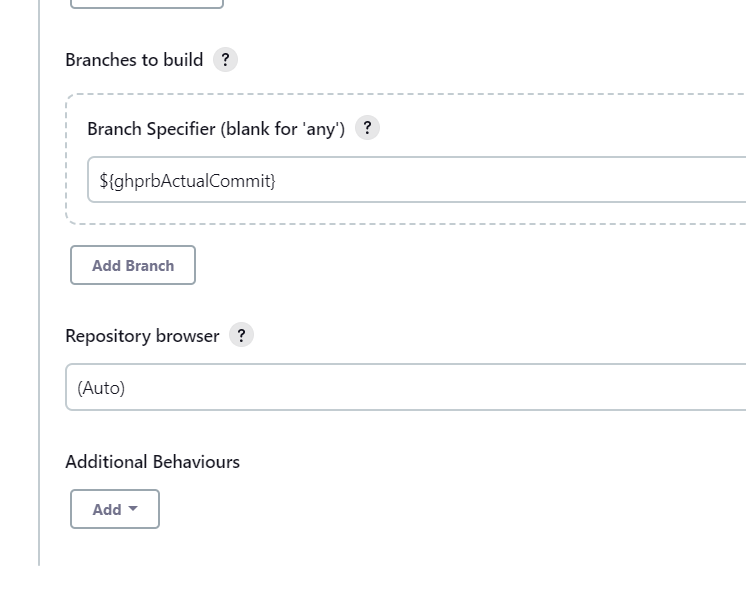 Branches to build ?
Branch Specifier (blank for 'any') ?
${ghprbActualCommit}
Add Branch
Repository browser ?
(Auto)
Additional Behaviours
Add